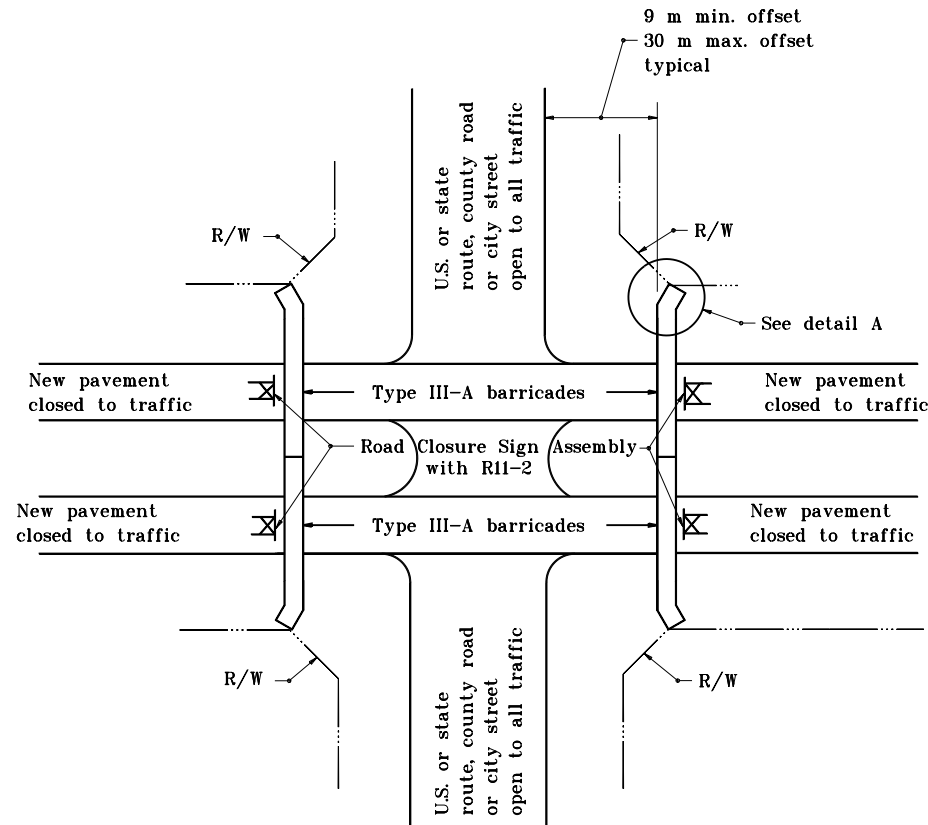 9 m min. offset
30 m max. offset
typical
U.S. or state
route, county road
or city street
open to all traffic
R/W
R/W
See detail A
New pavement
closed to traffic
Type III-A barricades
New pavement
closed to traffic
Road Closure Sign Assembly
with R11-2
New pavement
closed to traffic
Type III-A barricades
New pavement
closed to traffic
R/W
R/W
U.S. or state
route, county road
or city street
open to all traffic